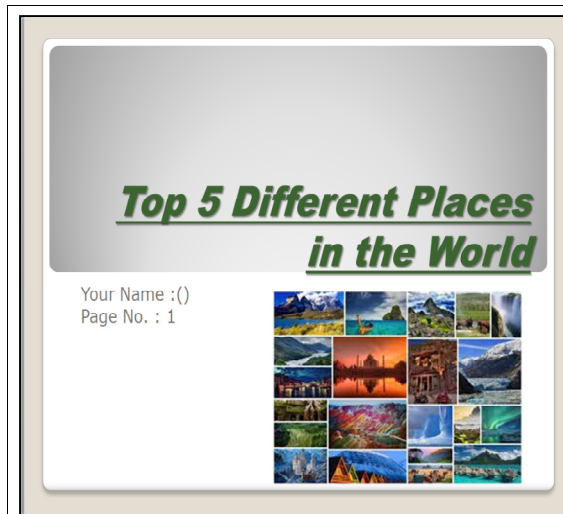 Top 5 Different Places
in the World
Your Name :()
Page No. : 1